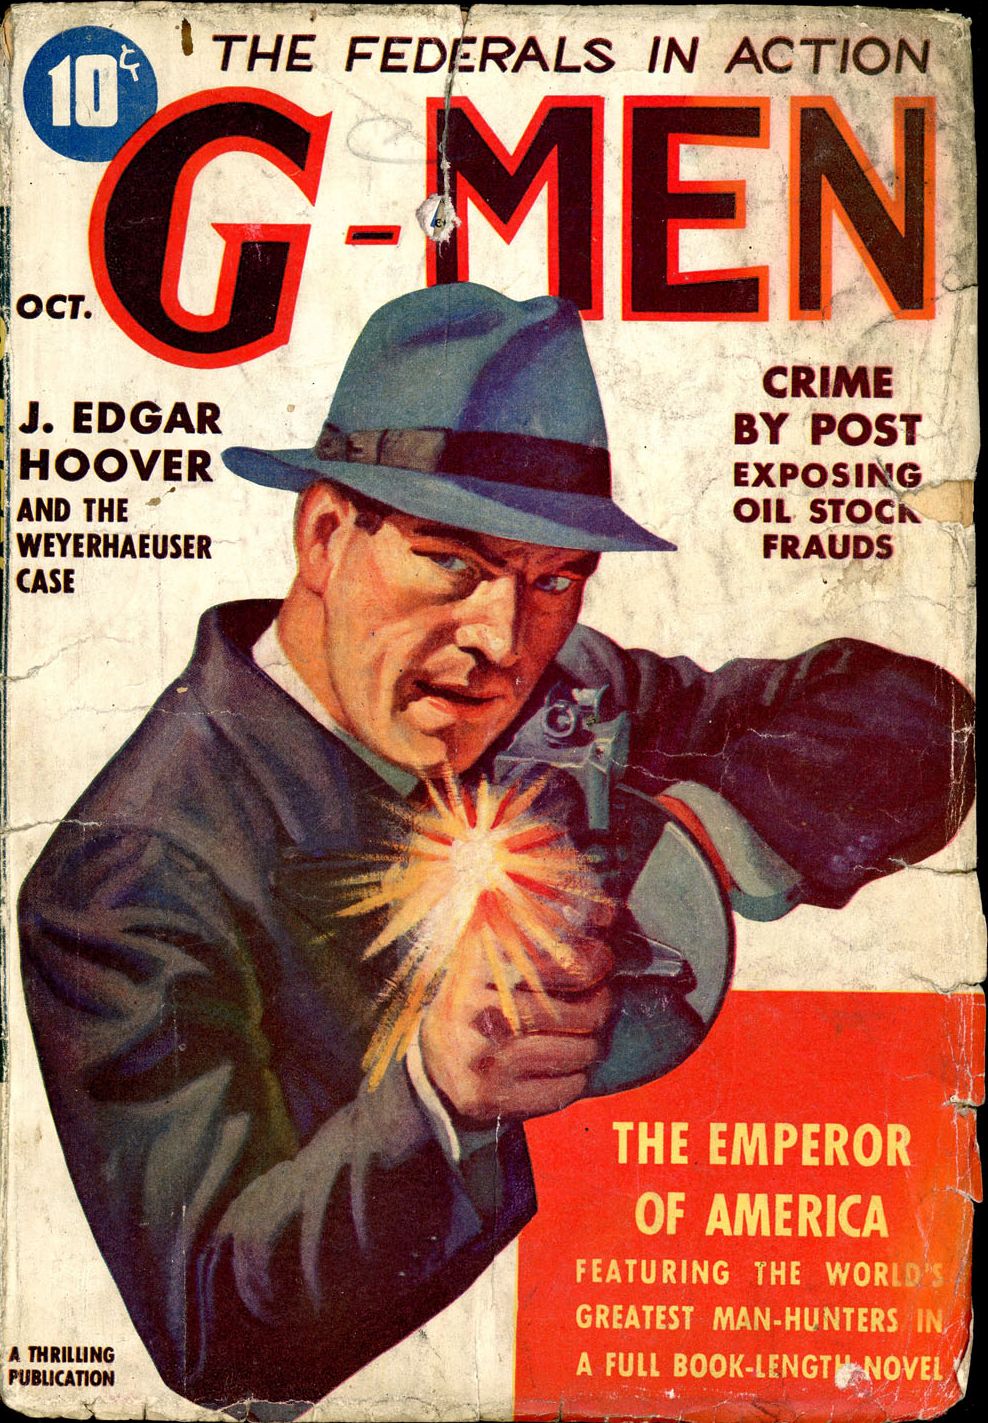 10¢
THE FEDERALS IN ACTION
G-MEN
OCT.
J. EDGAR
HOOVER
AND THE
WEYERHAEUSER
CASE
CRIME
BY POST
EXPOSING
OIL STOCK
FRAUDS
THE EMPEROR
OF AMERICA
FEATURING THE WORLD'S
GREATEST MAN-HUNTERS IN
A FULL BOOK-LENGTH NOVEL
A THRILLING
PUBLICATION